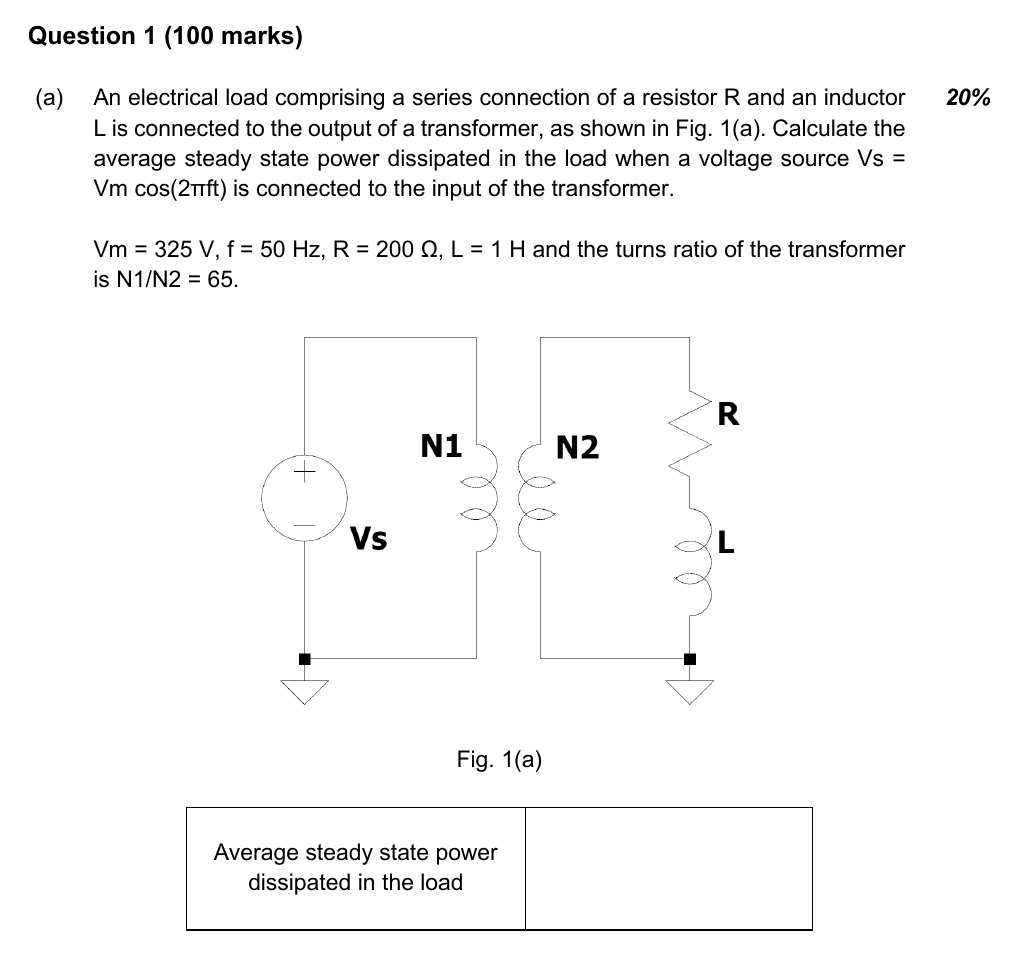 Question 1 (100 marks)
(a) An electrical load comprising a series connection of a resistor R and an inductor 20%
L is connected to the output of a transformer, as shown in Fig. 1(a). Calculate the
average steady state power dissipated in the load when a voltage source Vs =
Vm cos(2πft) is connected to the input of the transformer.
Vm = 325 V, f = 50 Hz, R = 200 Ω, L = 1 H and the turns ratio of the transformer
is N1/N2 = 65.
R
N1 N2
+
Vs L
Fig. 1(a)
Average steady state power
dissipated in the load